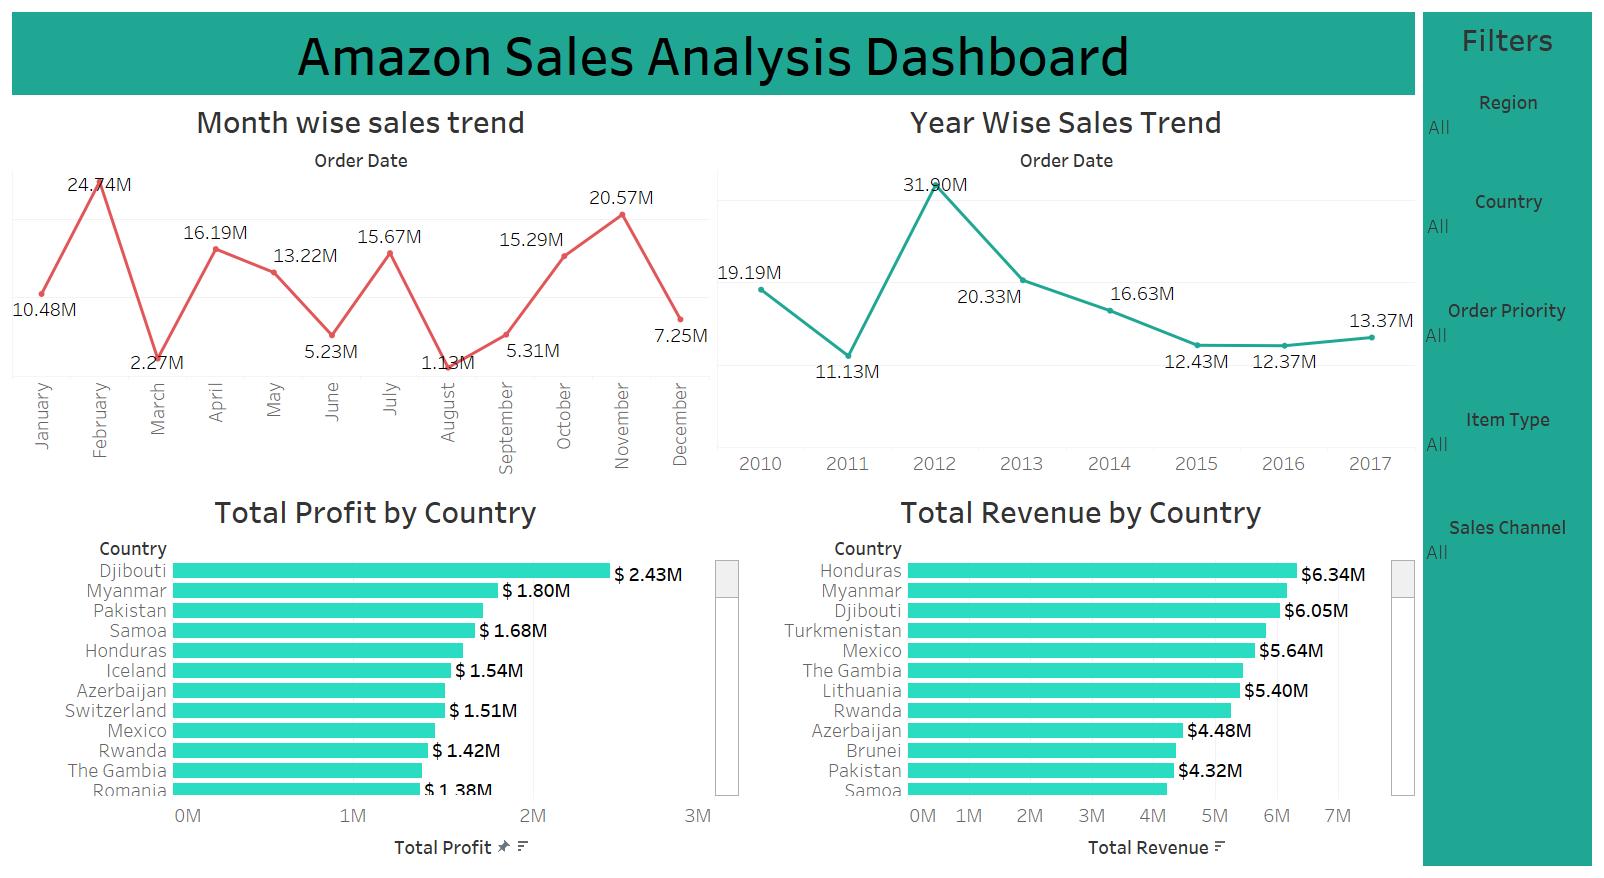 Amazon Sales Analysis Dashboard
Month wise sales trend
Order Date
24.74M
20.57M
16.19M
15.67M
15.29M
13.22M
10.48M
7.25M
5.23M
5.31M
2.27M
1.13M
January
February
March
April
May
June
July
August
September
October
November
December
Year Wise Sales Trend
Order Date
31.90M
19.19M
20.33M
16.63M
13.37M
12.43M
12.37M
11.13M
2010
2011
2012
2013
2014
2015
2016
2017
Total Profit by Country
Country
Djibouti $ 2.43M
Myanmar $ 1.80M
Pakistan
Samoa $ 1.68M
Honduras
Iceland $ 1.54M
Azerbaijan
Switzerland $ 1.51M
Mexico
Rwanda $ 1.42M
The Gambia
Romania $ 1.38M
0M 1M 2M 3M
Total Profit
Total Revenue by Country
Country
Honduras $6.34M
Myanmar
Djibouti $6.05M
Turkmenistan
Mexico $5.64M
The Gambia
Lithuania $5.40M
Rwanda
Azerbaijan $4.48M
Brunei
Pakistan $4.32M
Samoa
0M 1M 2M 3M 4M 5M 6M 7M
Total Revenue
Filters
Region
All
Country
All
Order Priority
All
Item Type
All
Sales Channel
All